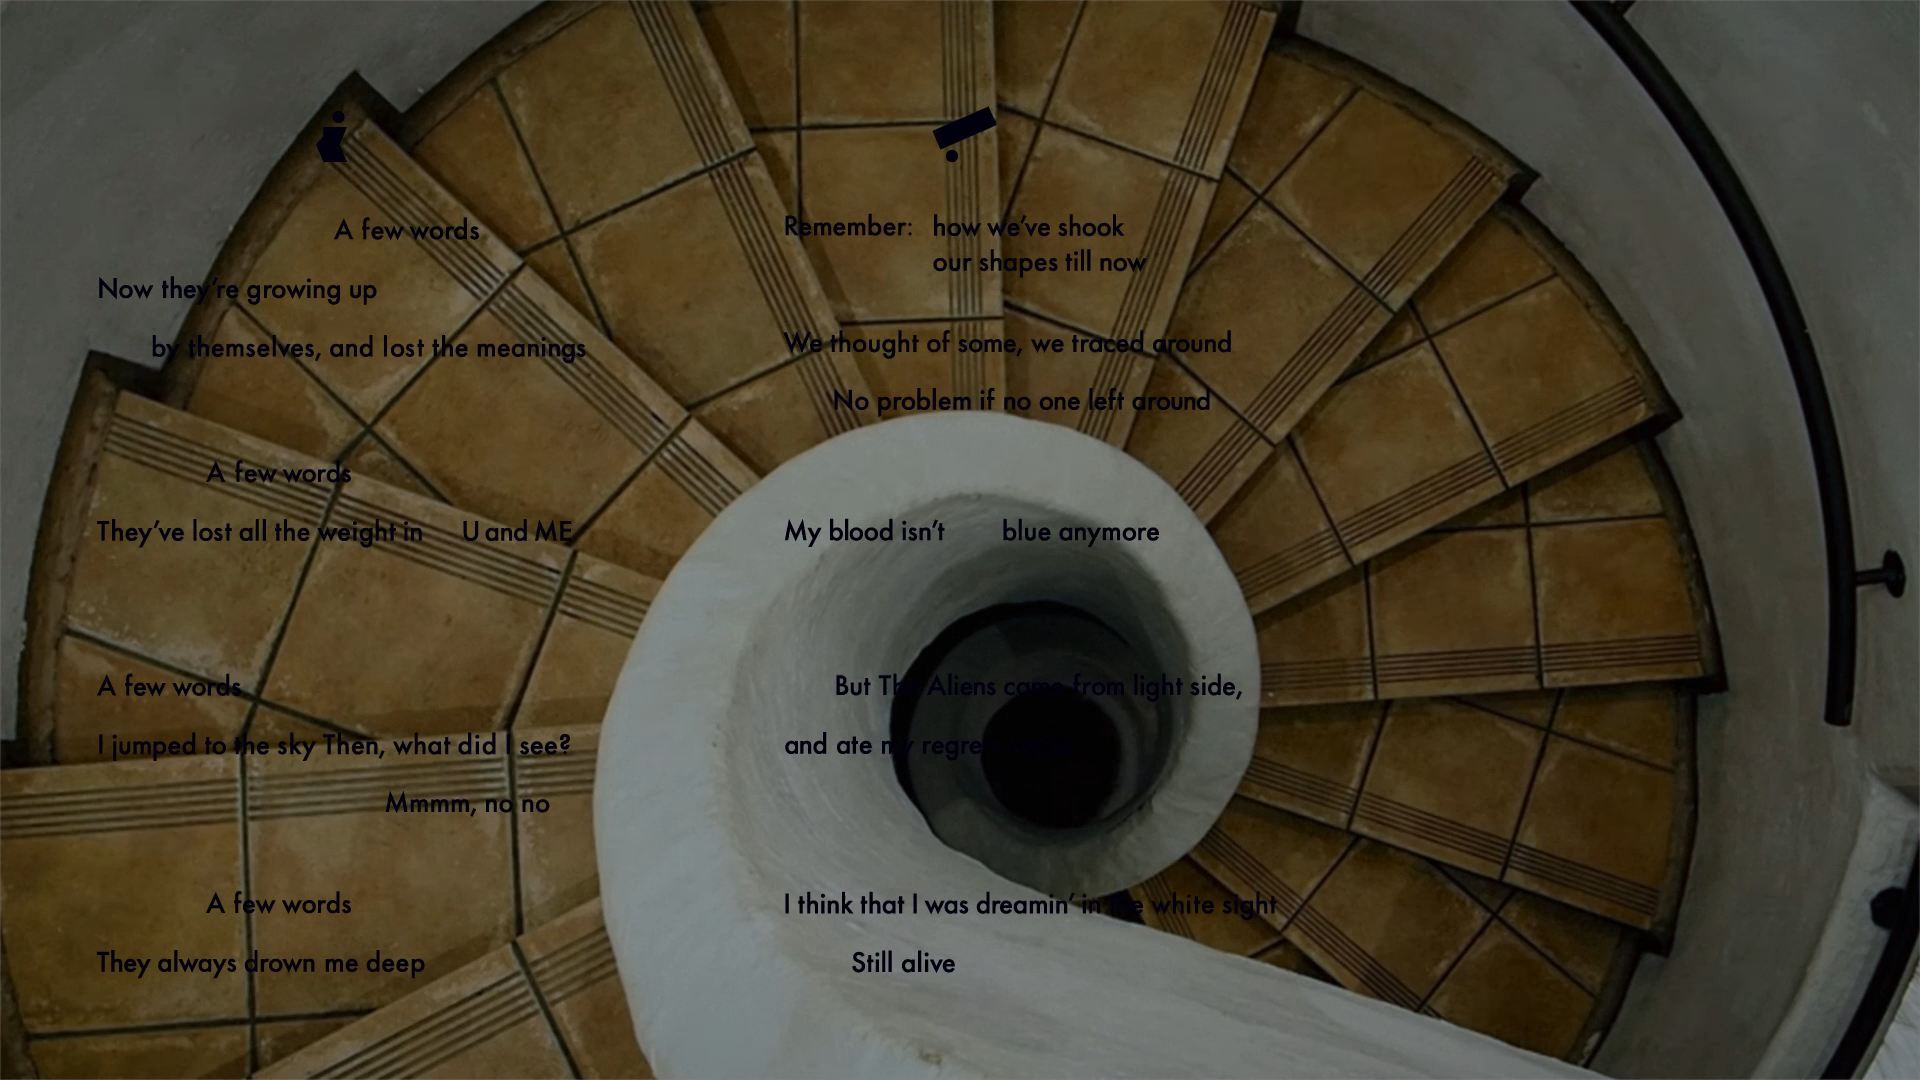 A few words
Now they're growing up
by themselves, and lost the meanings
A few words
They've lost all the weight in U and ME
A few words
I jumped to the sky Then, what did I see?
Mmmm, no no
A few words
They always drown me deep
Remember: how we've shook
our shapes till now
We thought of some, we traced around
No problem if no one left around
My blood isn't blue anymore
But The Aliens came from light side,
and ate my
I think that I was dreamin' in the white sight
Still alive